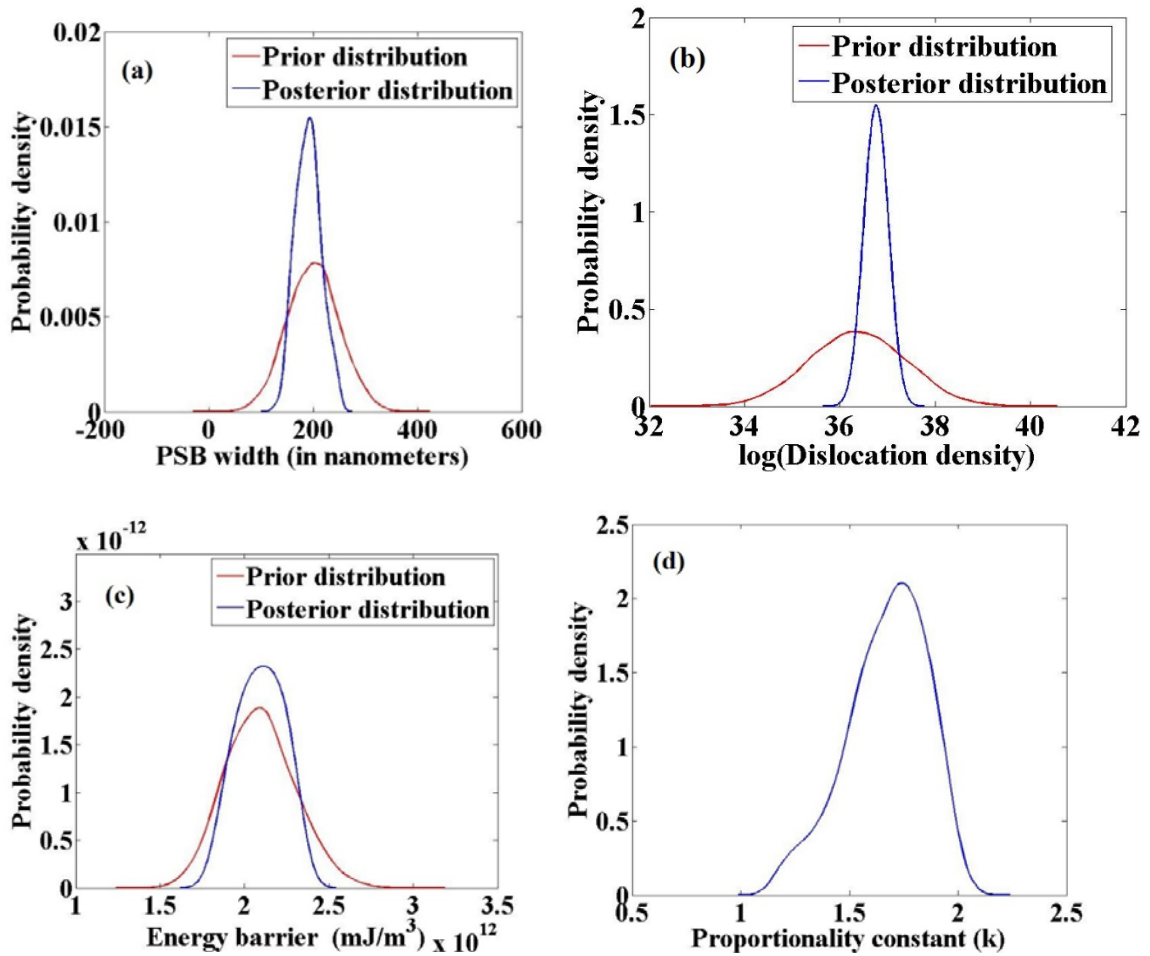 (a)
Prior distribution
Posterior distribution
0.02
0.015
0.01
0.005
0
-200
0
200
400
600
Probability density
PSB width (in nanometers)
(b)
Prior distribution
Posterior distribution
2
1.5
1
0.5
0
32
34
36
38
40
42
Probability density
log(Dislocation density)
x 10⁻¹²
(c)
Prior distribution
Posterior distribution
3
2.5
2
1.5
1
0.5
0
1
1.5
2
2.5
3
3.5
Probability density
Energy barrier (mJ/m³) x 10¹²
(d)
2.5
2
1.5
1
0.5
0
0.5
1
1.5
2
2.5
Probability density
Proportionality constant (k)